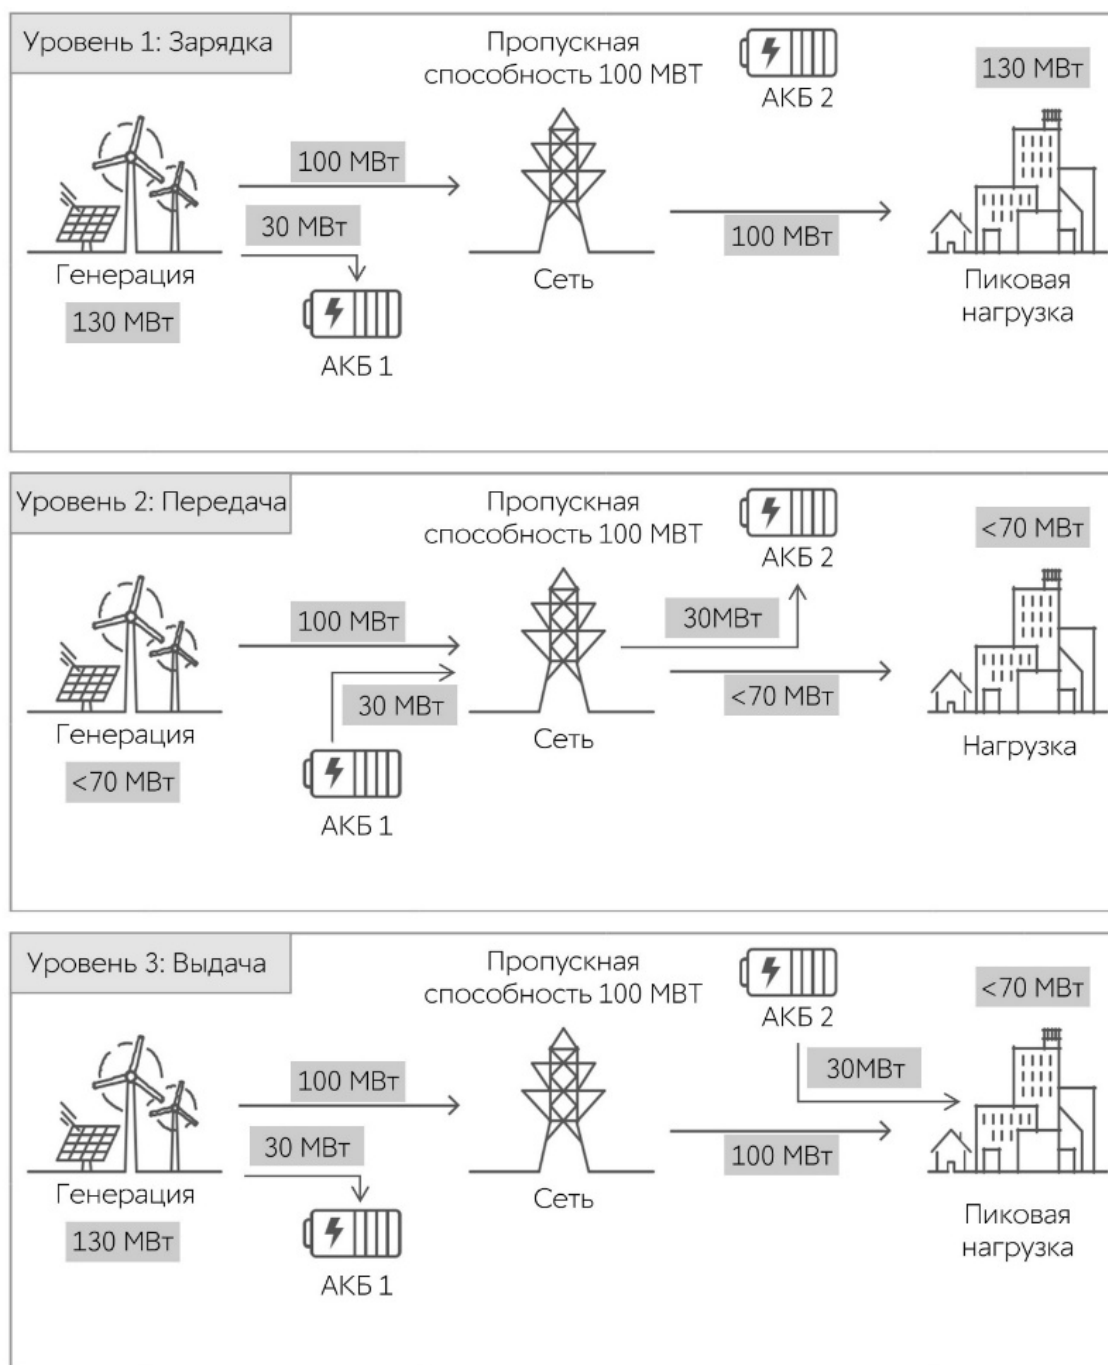 Уровень 1: Зарядка
Пропускная
способность 100 МВТ
АКБ 2
130 МВт
100 МВт
30 МВт
100 МВт
Генерация
Сеть
Пиковая
нагрузка
130 МВт
АКБ 1
Уровень 2: Передача
Пропускная
способность 100 МВТ
АКБ 2
<70 МВт
100 МВт
30МВт
30 МВт
<70 МВт
Генерация
Сеть
Нагрузка
<70 МВт
АКБ 1
Уровень 3: Выдача
Пропускная
способность 100 МВТ
АКБ 2
<70 МВт
100 МВт
30МВт
30 МВт
100 МВт
Генерация
Сеть
Пиковая
нагрузка
130 МВт
АКБ 1